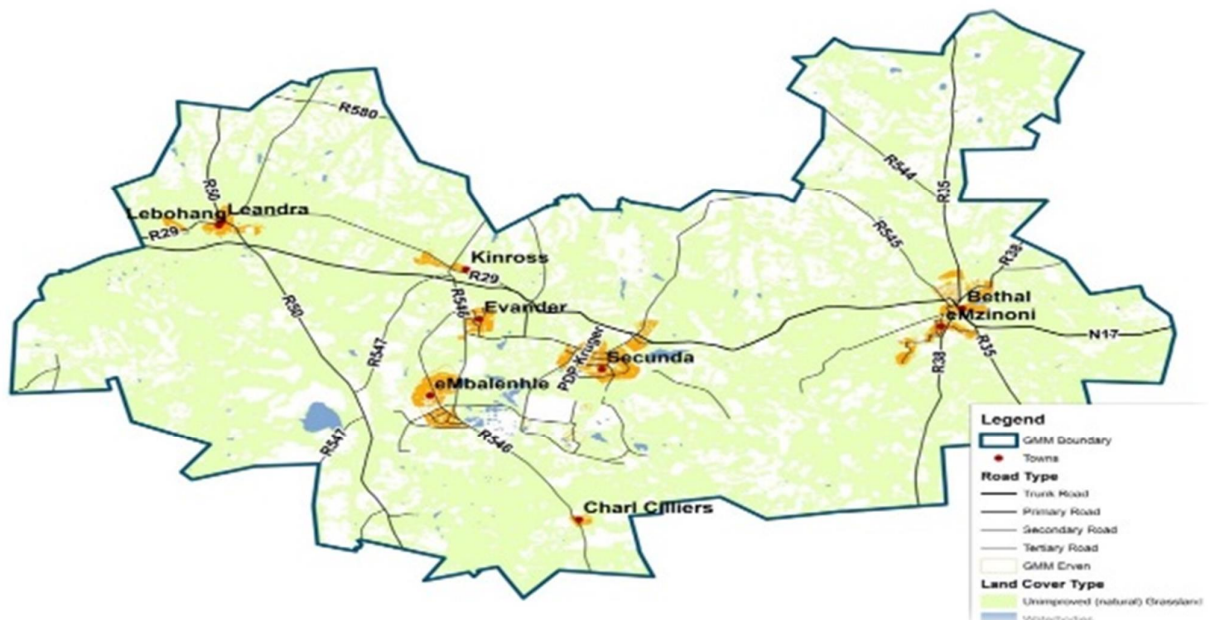 R580
R50
R544
R35
Lebohang
Leandra
R29
R545
R38
Kinross
R29
R50
R546
Evander
Bethal
eMzinoni
N17
R547
PDP Kruger
Secunda
R38
R35
eMbalenhle
R547
R546
Charl Cilliers
Legend
GMM Boundary
Towns
Road Type
Trunk Road
Primary Road
Secondary Road
Tertiary Road
GMM Erven
Land Cover Type
Unimproved (natural) Grassland